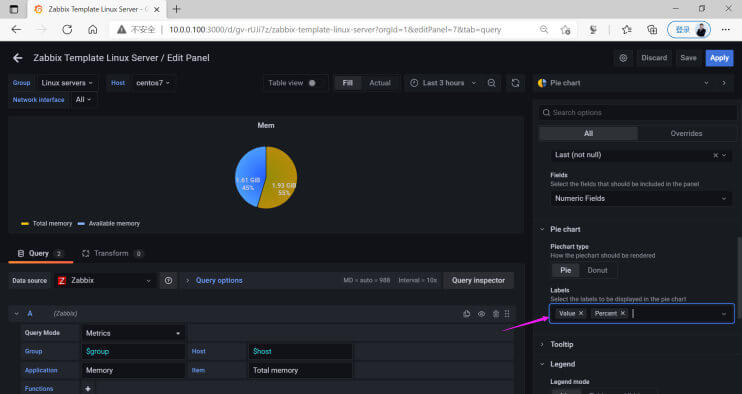 Zabbix Template Linux Server - G
不安全 10.0.0.100:3000/d/gv-rUJi7z/zabbix-template-linux-server?orgId=1&editPanel=7&tab=query
登录
Zabbix Template Linux Server / Edit Panel
Discard Save Apply
Group Linux servers Host centos7 Table view Fill Actual Last 3 hours Pie chart
Network interface All
Search options
Mem
All Overrides
Last (not null)
Fields
Select the fields that should be included in the panel
Numeric Fields
1.61 GiB
45%
1.93 GiB
55%
Total memory Available memory
Pie chart
Piechart type
How the piechart should be rendered
Pie Donut
Query 2 Transform 0
Data source Zabbix Query options MD = auto = 988 Interval = 10s Query inspector
Labels
Select the labels to be displayed in the pie chart
Value Percent
A (Zabbix)
Query Mode Metrics
Group $group Host $host
Application Memory Item Total memory
Functions
Tooltip
Legend
Legend mode